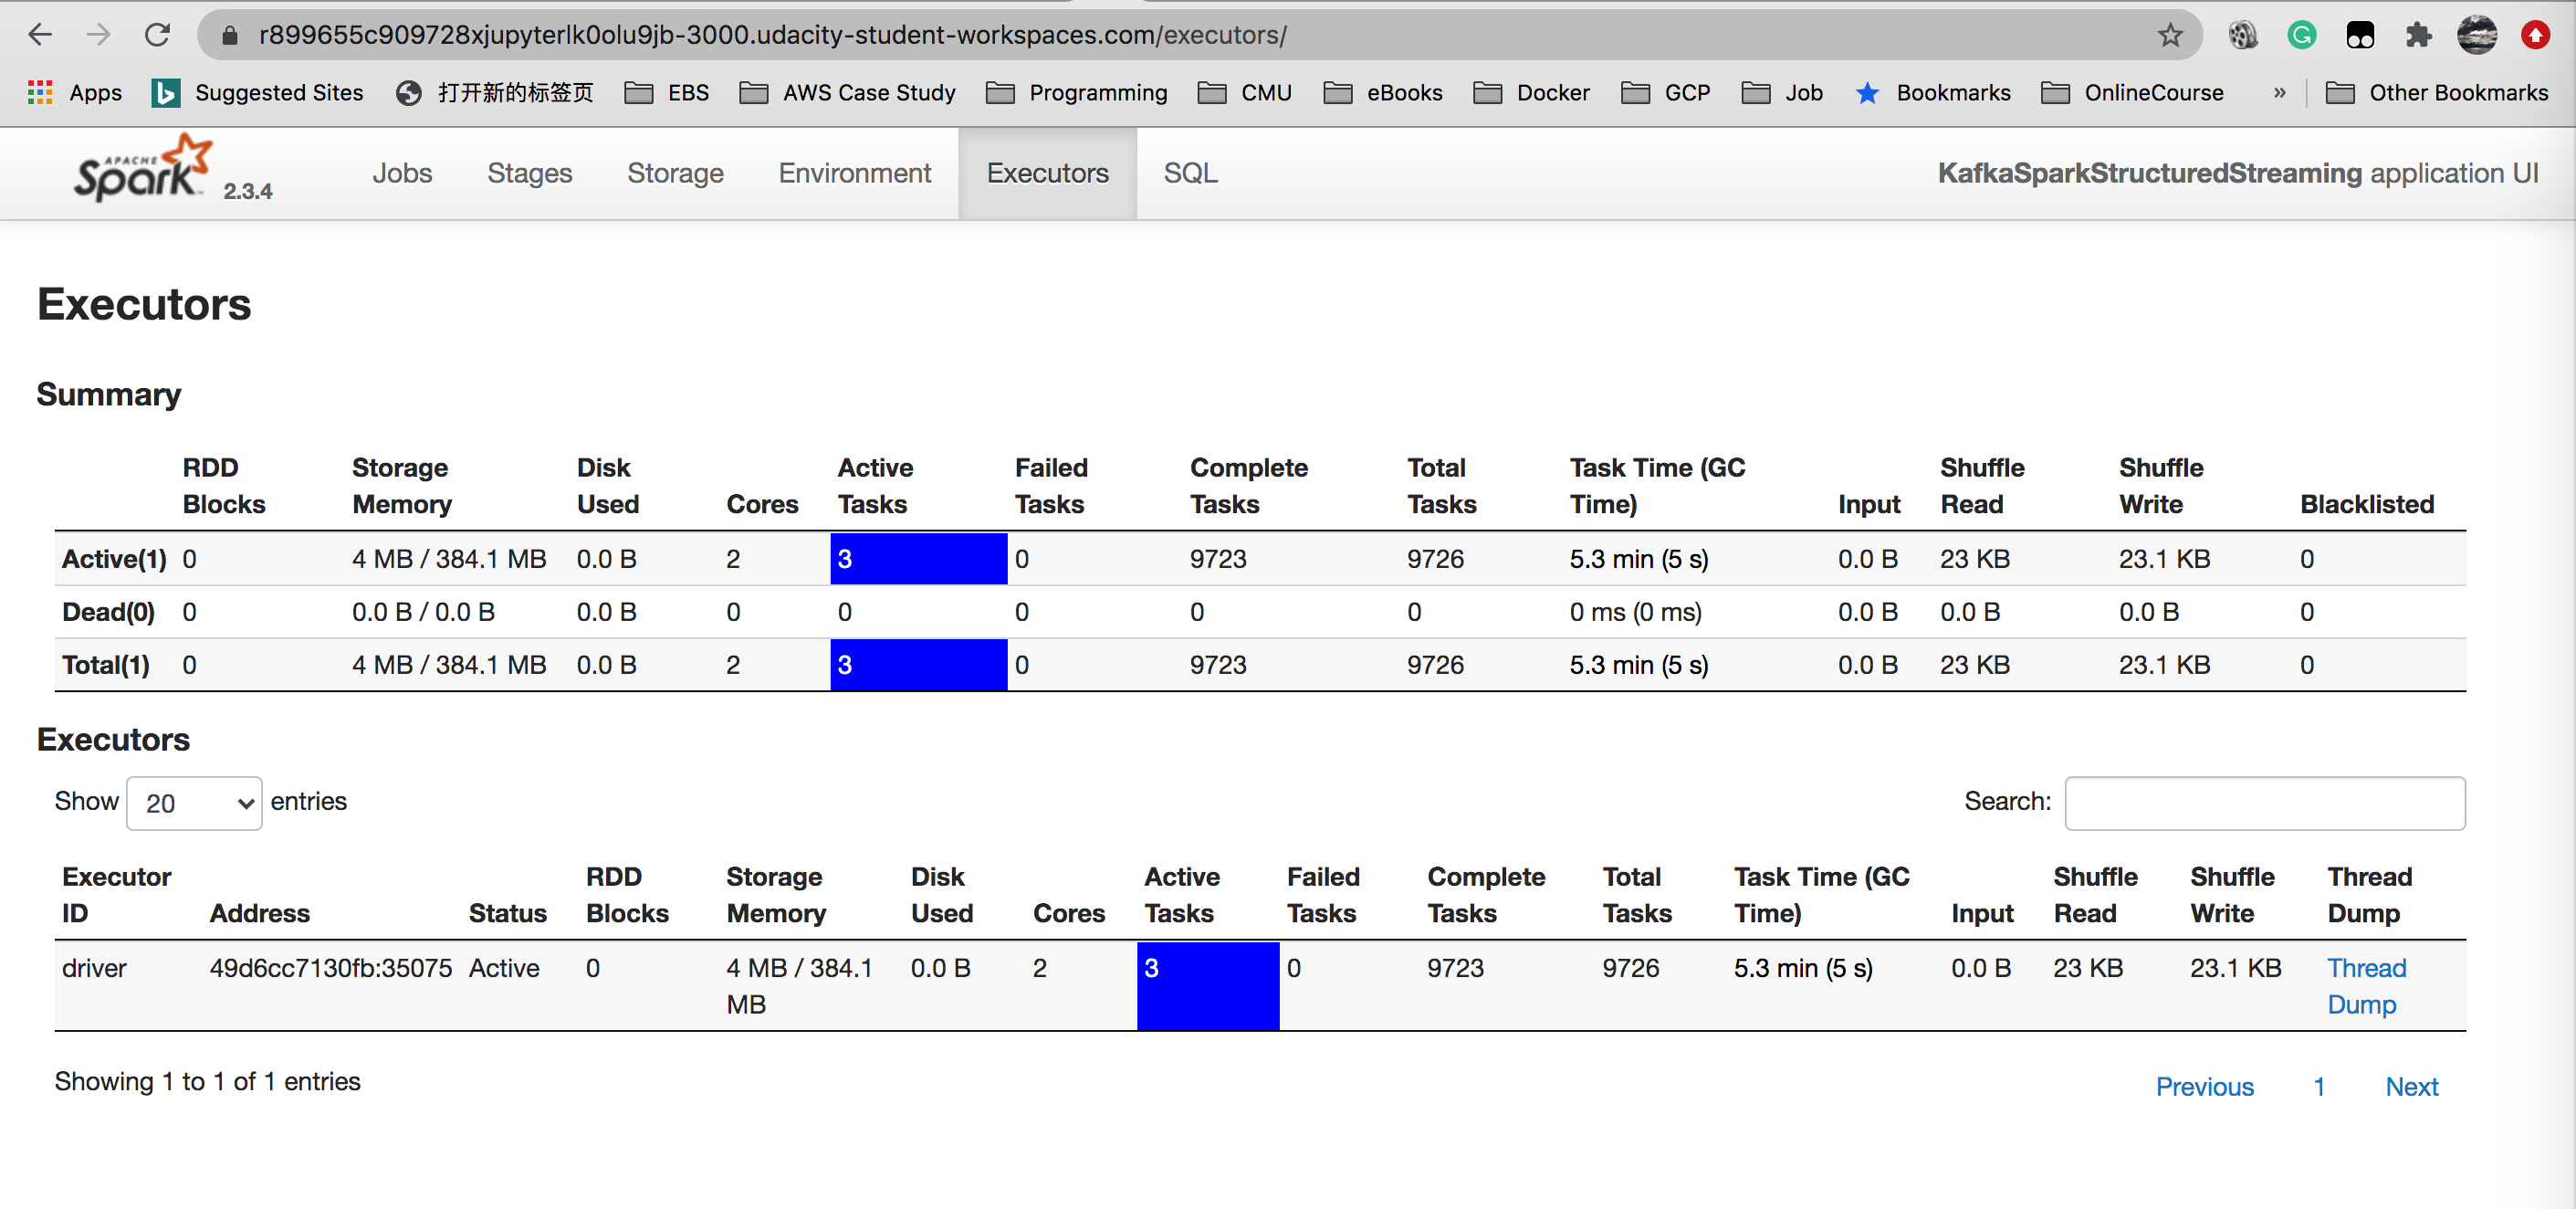 r899655c909728xjupyterlk0olu9jb-3000.udacity-student-workspaces.com/executors/
Apps Suggested Sites 打开新的标签页 EBS AWS Case Study Programming CMU eBooks Docker GCP Job Bookmarks OnlineCourse » Other Bookmarks
APACHE Spark 2.3.4 Jobs Stages Storage Environment Executors SQL KafkaSparkStructuredStreaming application UI
Executors
Summary
RDD Blocks Storage Memory Disk Used Cores Active Tasks Failed Tasks Complete Tasks Total Tasks Task Time (GC Time) Input Shuffle Read Shuffle Write Blacklisted
Active(1) 0 4 MB / 384.1 MB 0.0 B 2 3 0 9723 9726 5.3 min (5 s) 0.0 B 23 KB 23.1 KB 0
Dead(0) 0 0.0 B / 0.0 B 0.0 B 0 0 0 0 0 0 ms (0 ms) 0.0 B 0.0 B 0.0 B 0
Total(1) 0 4 MB / 384.1 MB 0.0 B 2 3 0 9723 9726 5.3 min (5 s) 0.0 B 23 KB 23.1 KB 0
Executors
Show 20 entries Search:
Executor ID Address Status RDD Blocks Storage Memory Disk Used Cores Active Tasks Failed Tasks Complete Tasks Total Tasks Task Time (GC Time) Input Shuffle Read Shuffle Write Thread Dump
driver 49d6cc7130fb:35075 Active 0 4 MB / 384.1 MB 0.0 B 2 3 0 9723 9726 5.3 min (5 s) 0.0 B 23 KB 23.1 KB Thread Dump
Showing 1 to 1 of 1 entries Previous 1 Next